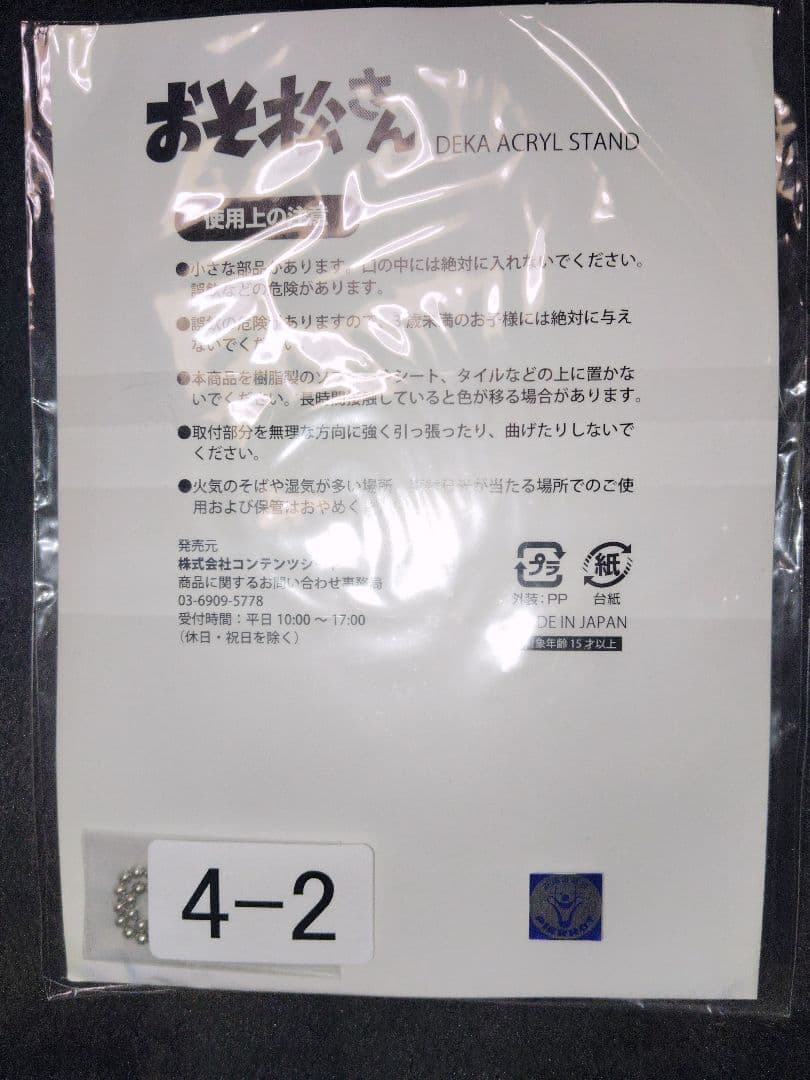 おそ松さん DEKA ACRYL STAND
使用上の注意
●小さな部品があります。口の中には絶対に入れないでください。
誤飲などの危険があります。
●誤飲の危険がありますので、3歳未満のお子様には絶対に与え
ないでください
●本商品を樹脂製のソ シート、タイルなどの上に置かな
いでください。長時間接触していると色が移る場合があります。
●取付部分を無理な方向に強く引っ張ったり、曲げたりしないで
ください。
●火気のそばや湿気が多い場所、 が当たる場所でのご使
用および保管はおやめく
発売元
株式会社コンテンツシード
商品に関するお問い合わせ事務局
03-6909-5778
受付時間：平日 10:00 ～ 17:00
（休日・祝日を除く）
プラ
紙
外装：PP
台紙
MADE IN JAPAN
対象年齢 15 才以上
4-2
PIERROT